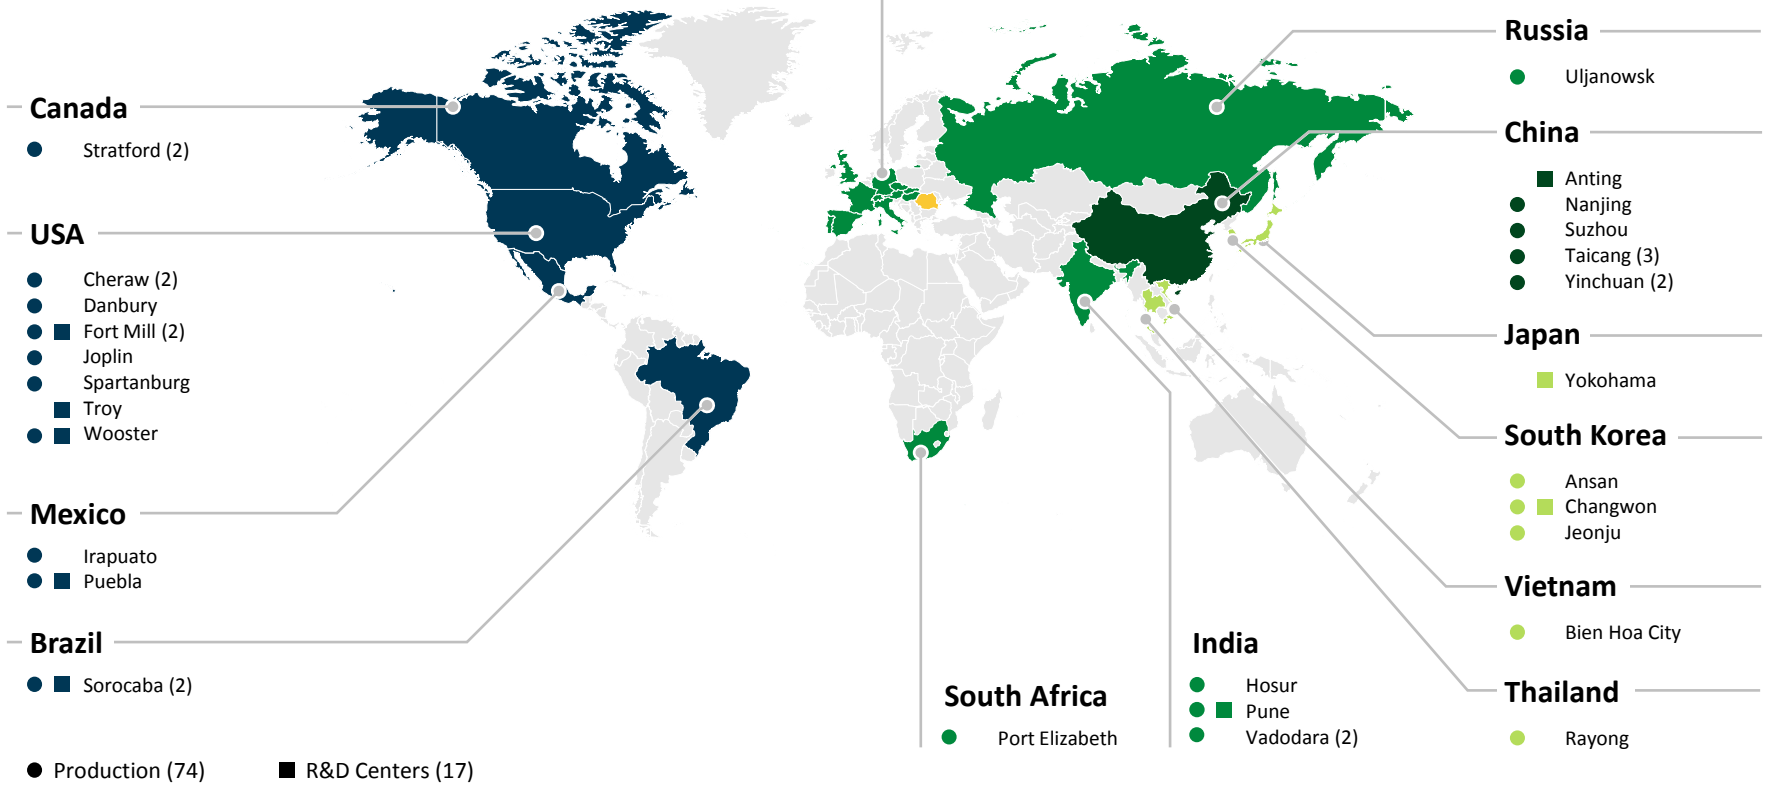 Canada
Stratford (2)
USA
Cheraw (2)
Danbury
Fort Mill (2)
Joplin
Spartanburg
Troy
Wooster
Mexico
Irapuato
Puebla
Brazil
Sorocaba (2)
Production (74)
R&D Centers (17)
South Africa
Port Elizabeth
India
Hosur
Pune
Vadodara (2)
Russia
Uljanowsk
China
Anting
Nanjing
Suzhou
Taicang (3)
Yinchuan (2)
Japan
Yokohama
South Korea
Ansan
Changwon
Jeonju
Vietnam
Bien Hoa City
Thailand
Rayong